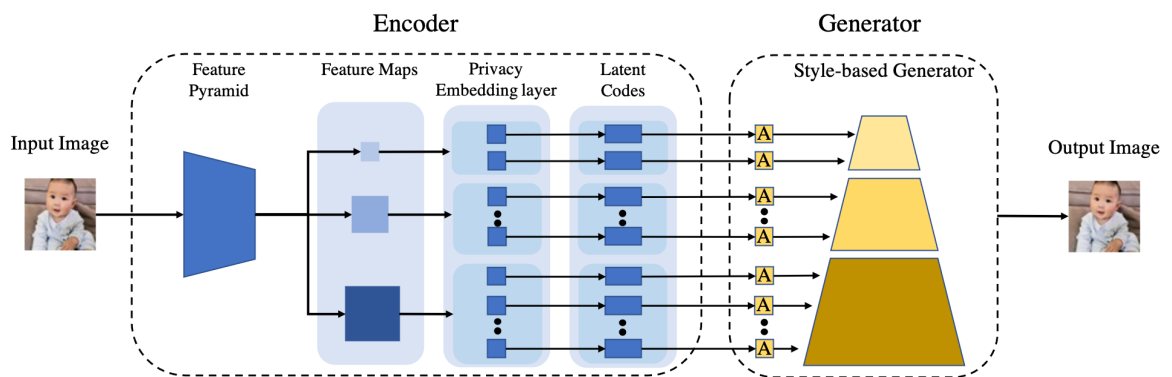 Encoder
Generator
Feature
Pyramid
Feature Maps
Privacy
Embedding layer
Latent
Codes
Style-based Generator
Input Image
Output Image
A
A
A
A
A
A
A